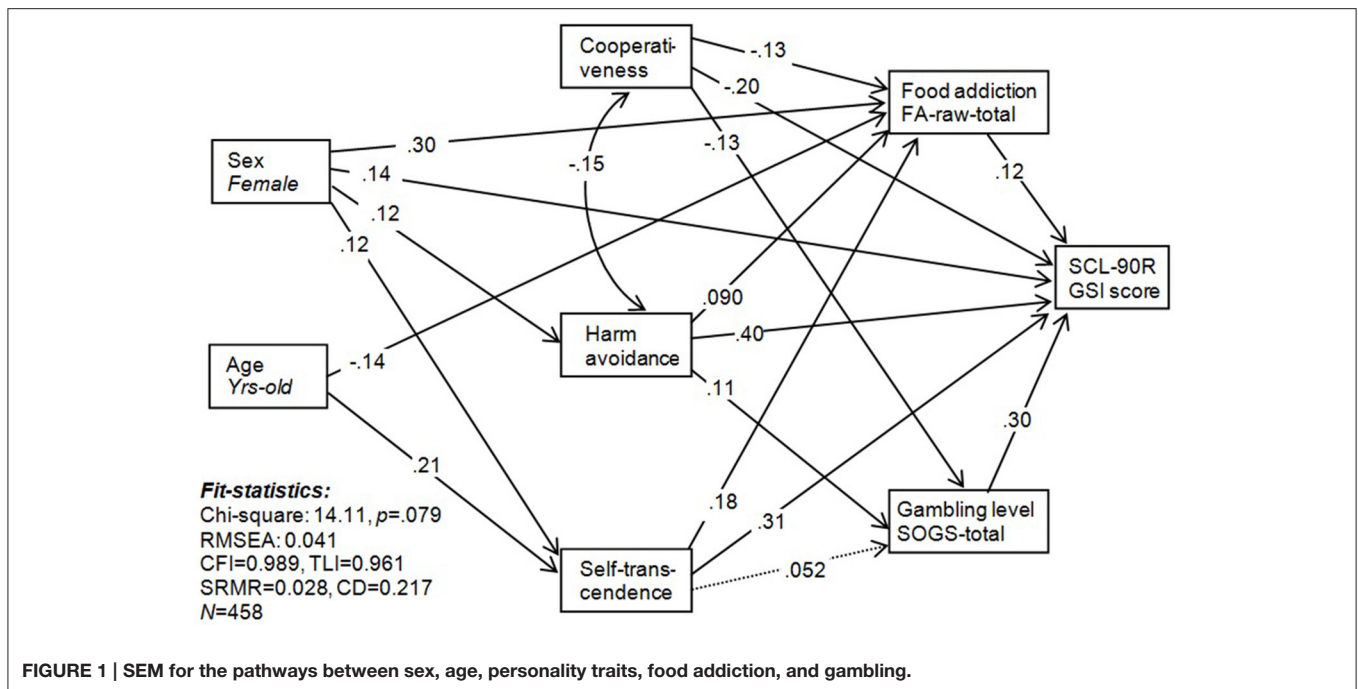 Cooperati-
veness
-.13
-.20
Food addiction
FA-raw-total
Sex
Female
.30
.14
.12
.12
-.15
-.13
.12
SCL-90R
GSI score
.090
Harm
avoidance
.40
Age
Yrs-old
-.14
.11
.21
.30
.18
.31
Gambling level
SOGS-total
.052
Self-trans-
cendence
Fit-statistics:
Chi-square: 14.11, p=.079
RMSEA: 0.041
CFI=0.989, TLI=0.961
SRMR=0.028, CD=0.217
N=458
FIGURE 1 | SEM for the pathways between sex, age, personality traits, food addiction, and gambling.